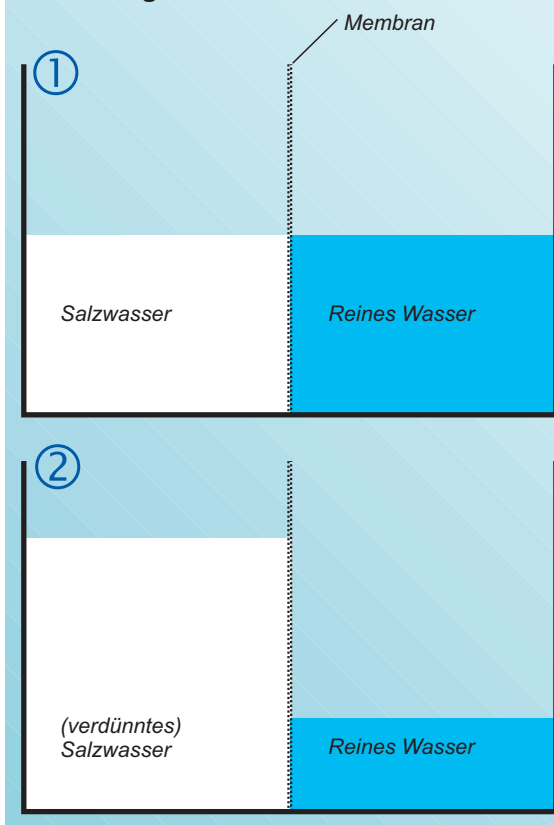 Membran
①
Salzwasser
Reines Wasser
②
(verdünntes)
Salzwasser
Reines Wasser